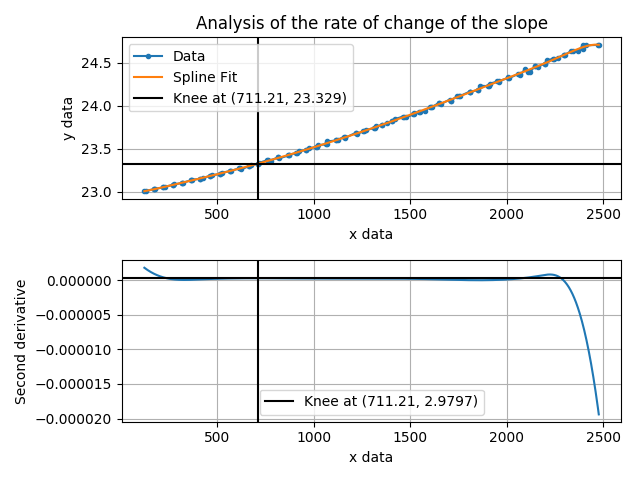 Analysis of the rate of change of the slope
24.5
24.0
23.5
23.0
y data
Data
Spline Fit
Knee at (711.21, 23.329)
500 1000 1500 2000 2500
x data
0.000000
−0.000005
−0.000010
−0.000015
−0.000020
Second derivative
Knee at (711.21, 2.9797)
500 1000 1500 2000 2500
x data